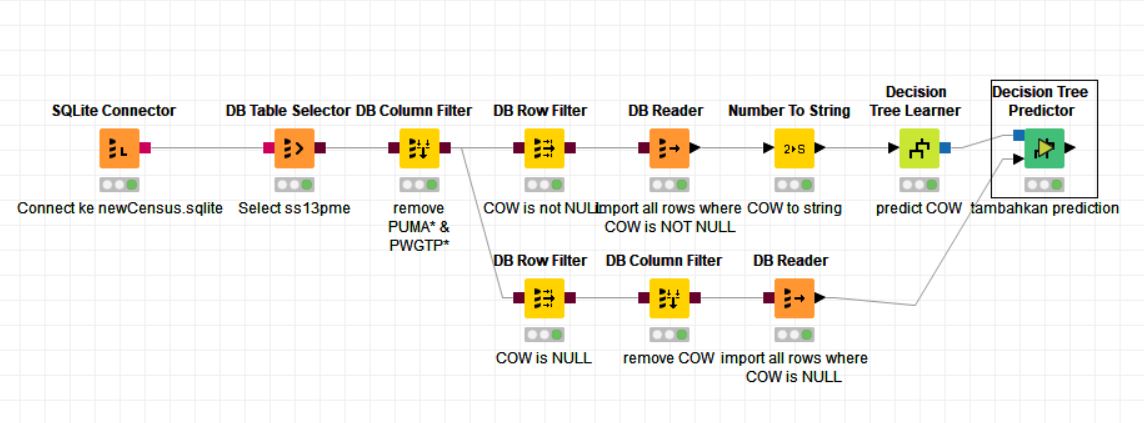 SQLite Connector
DB Table Selector
DB Column Filter
DB Row Filter
DB Reader
Number To String
Decision
Tree Learner
Decision Tree
Predictor
2▸S
Connect ke newCensus.sqlite
Select ss13pme
remove
PUMA* &
PWGTP*
COW is not NULL
import all rows where
COW is NOT NULL
COW to string
predict COW
tambahkan prediction
DB Row Filter
DB Column Filter
DB Reader
COW is NULL
remove COW
import all rows where
COW is NULL